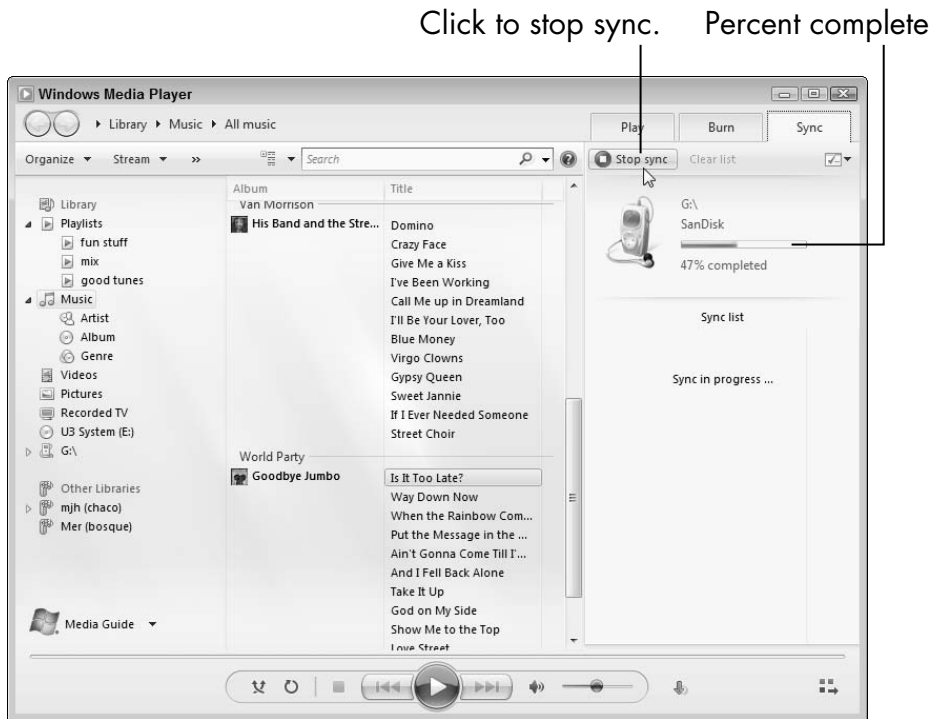 Click to stop sync. Percent complete
Windows Media Player
Library Music All music
Play Burn Sync
Organize Stream » Search Stop sync Clear list
Album Title
Library
Playlists
fun stuff
mix
good tunes
Music
Artist
Album
Genre
Videos
Pictures
Recorded TV
U3 System (E:)
G:\
Other Libraries
mjh (chaco)
Mer (bosque)
Media Guide
Van Morrison
His Band and the Stre...
Domino
Crazy Face
Give Me a Kiss
I've Been Working
Call Me up in Dreamland
I'll Be Your Lover, Too
Blue Money
Virgo Clowns
Gypsy Queen
Sweet Jannie
If I Ever Needed Someone
Street Choir
World Party
Goodbye Jumbo
Is It Too Late?
Way Down Now
When the Rainbow Com...
Put the Message in the ...
Ain't Gonna Come Till I'...
And I Fell Back Alone
Take It Up
God on My Side
Show Me to the Top
Love Street
G:\
SanDisk
47% completed
Sync list
Sync in progress ...